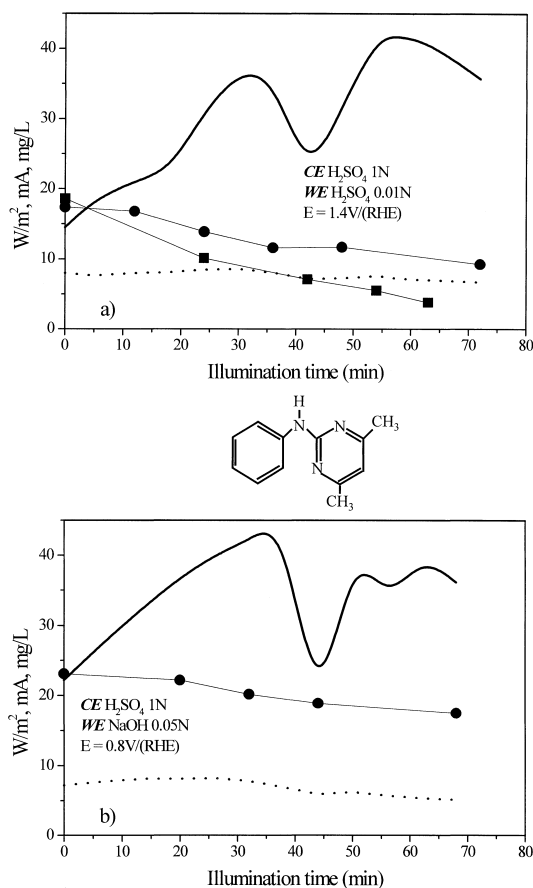 40
30
20
10
0
W/m², mA, mg/L
CE H₂SO₄ 1N
WE H₂SO₄ 0.01N
E = 1.4V/(RHE)
a)
0 10 20 30 40 50 60 70 80
Illumination time (min)
H
N
N
CH₃
N
CH₃
40
30
20
10
0
W/m², mA, mg/L
CE H₂SO₄ 1N
WE NaOH 0.05N
E = 0.8V/(RHE)
b)
0 10 20 30 40 50 60 70 80
Illumination time (min)